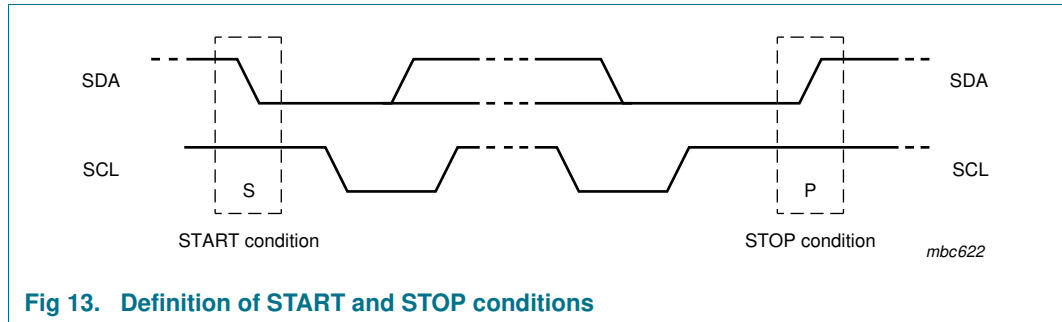 SDA
SDA
SCL
SCL
S
P
START condition
STOP condition
mbc622
Fig 13. Definition of START and STOP conditions